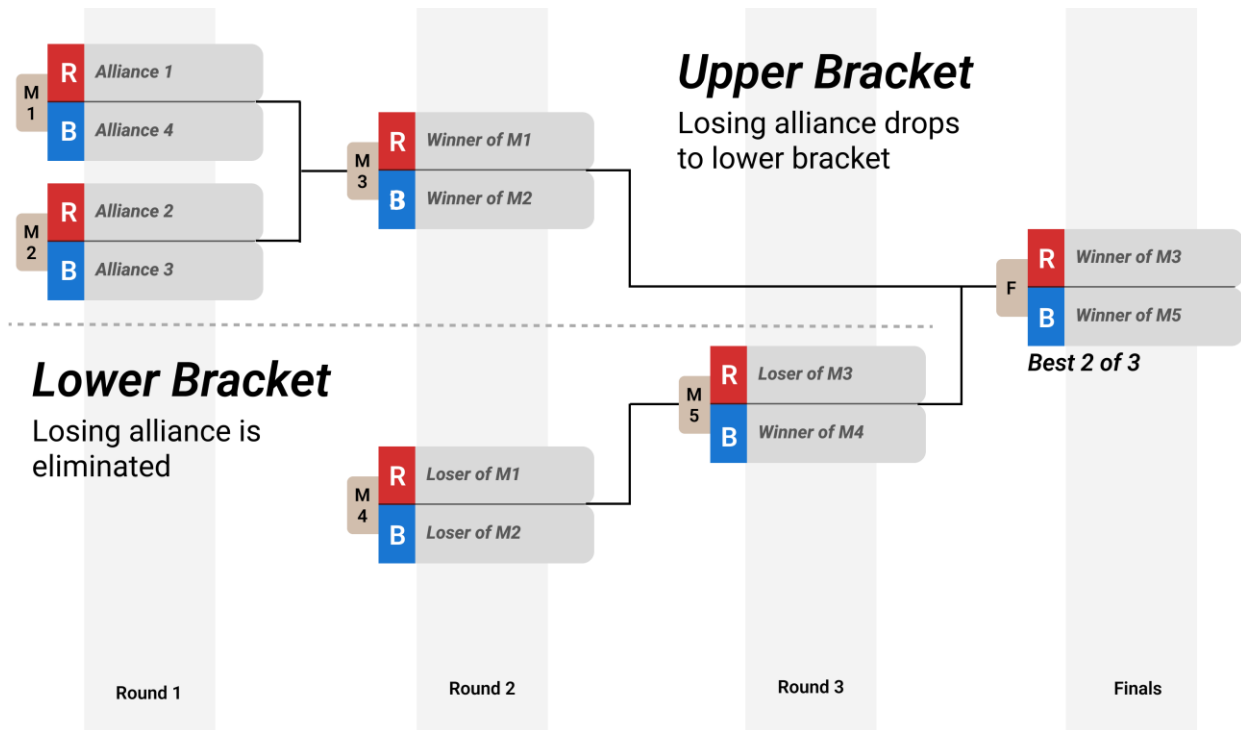 Upper Bracket
Losing alliance drops
to lower bracket
M
1
R
Alliance 1
B
Alliance 4
M
2
R
Alliance 2
B
Alliance 3
M
3
R
Winner of M1
B
Winner of M2
F
R
Winner of M3
B
Winner of M5
Best 2 of 3
Lower Bracket
Losing alliance is
eliminated
M
4
R
Loser of M1
B
Loser of M2
M
5
R
Loser of M3
B
Winner of M4
Round 1
Round 2
Round 3
Finals